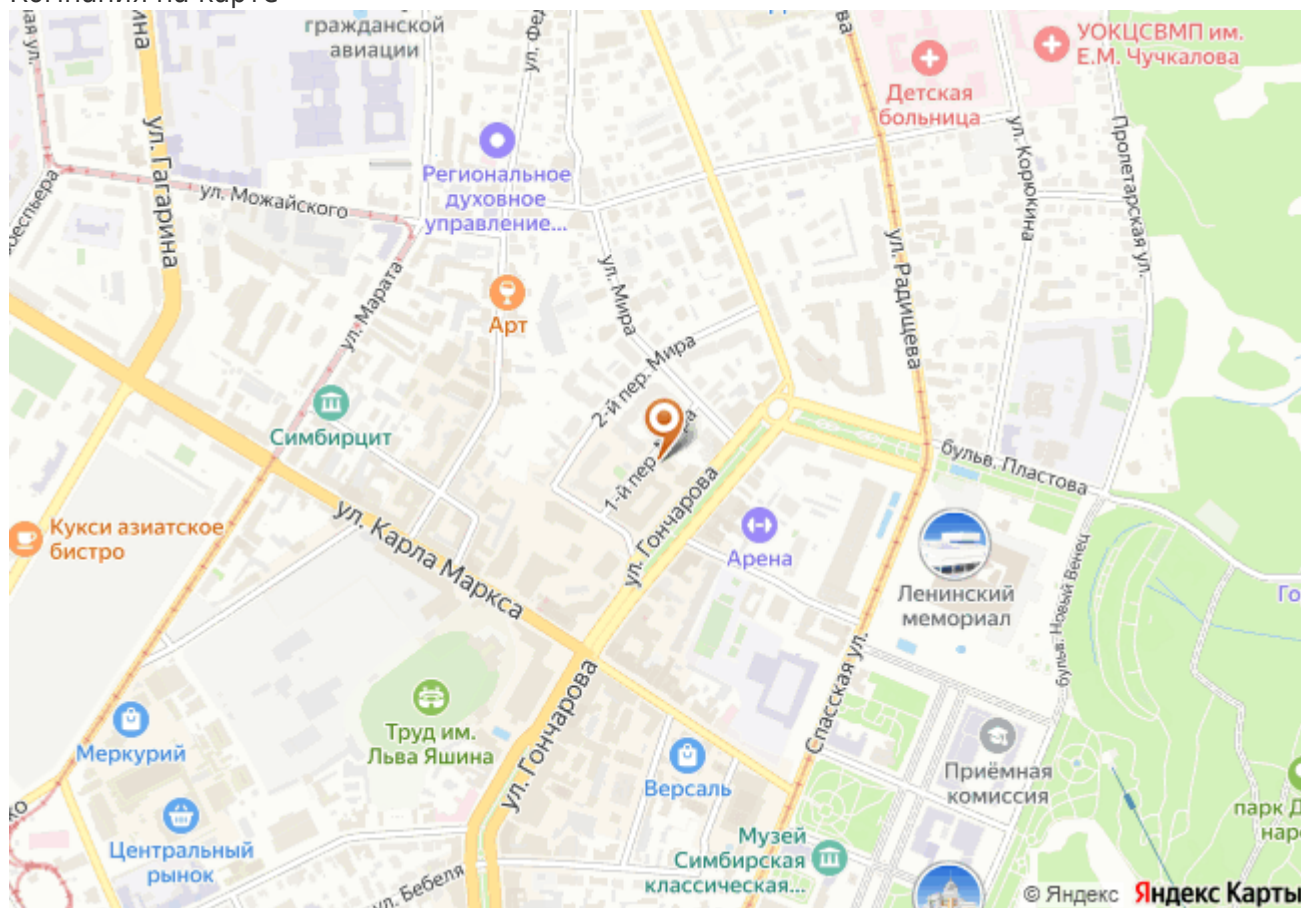 Компания на карте
гражданской
авиации
УОКЦСВМП им.
Е.М. Чучкалова
Детская
больница
ул. Гагарина
ул. Корюкина
Пролетарская ул.
Региональное
духовное
управление...
ул. Можайского
ул. Марата
ул. Мира
ул. Радищева
Арт
2-й пер. Мира
Симбирцит
1-й пер
бульв. Пластова
Кукси азиатское
бистро
ул. Карла Маркса
ул. Гончарова
Арена
Ленинский
мемориал
бульв. Новый Венец
Труд им.
Льва Яшина
Меркурий
ул. Гончарова
Спасская ул.
Версаль
Приёмная
комиссия
Центральный
рынок
Музей
Симбирская
классическая...
ул. Бебеля
© Яндекс Яндекс Карты